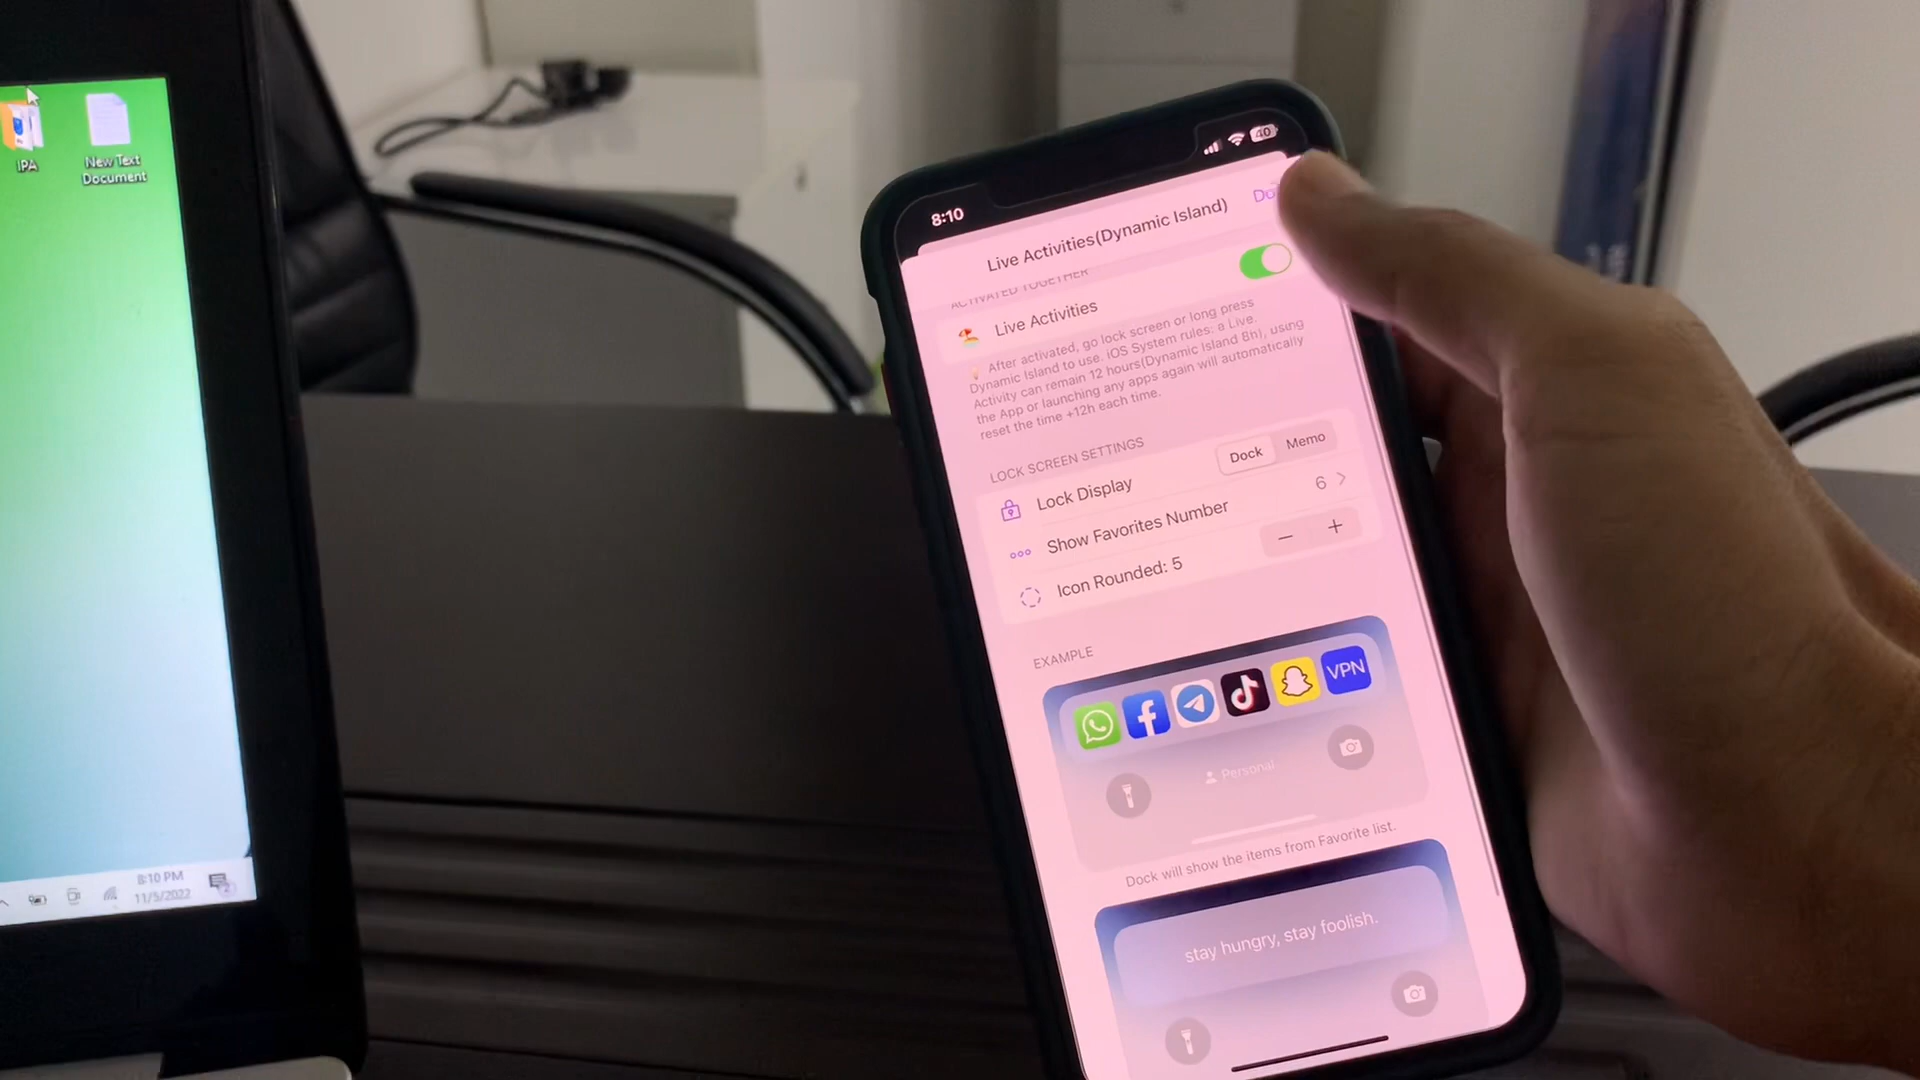 IPA
New Text
Document
8:10 PM
11/5/2022
2
8:10
40
Live Activities(Dynamic Island)
ACTIVATED TOGETHER
Live Activities
After activated, go lock screen or long press
Dynamic Island to use. iOS System rules: a Live.
Activity can remain 12 hours(Dynamic Island 8h), using
the App or launching any apps again will automatically
reset the time +12h each time.
LOCK SCREEN SETTINGS
Lock Display
Dock Memo
Show Favorites Number 6
Icon Rounded: 5
EXAMPLE
VPN
Personal
Dock will show the items from Favorite list.
stay hungry, stay foolish.